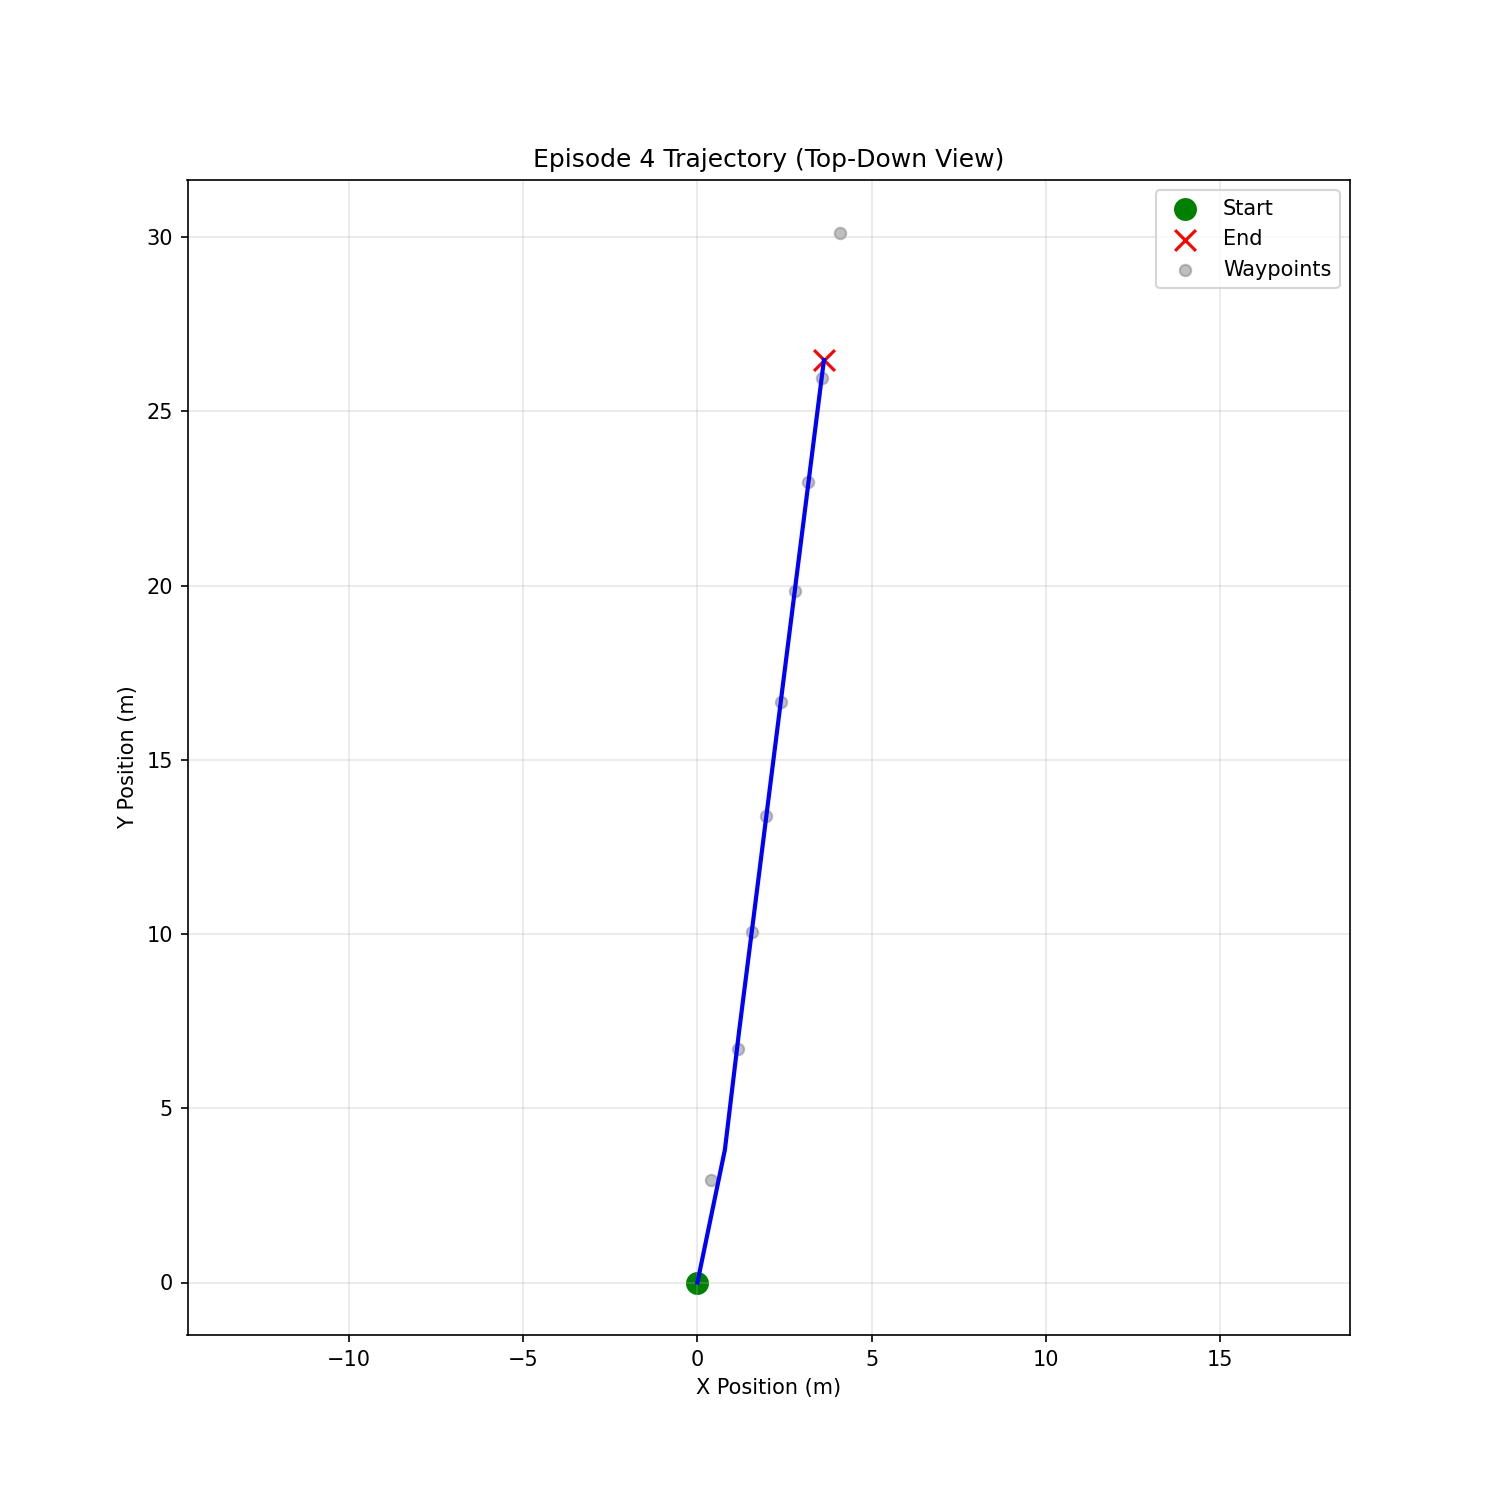 Episode 4 Trajectory (Top-Down View)
Start
End
Waypoints
30
25
20
15
10
5
0
Y Position (m)
−10
−5
0
5
10
15
X Position (m)